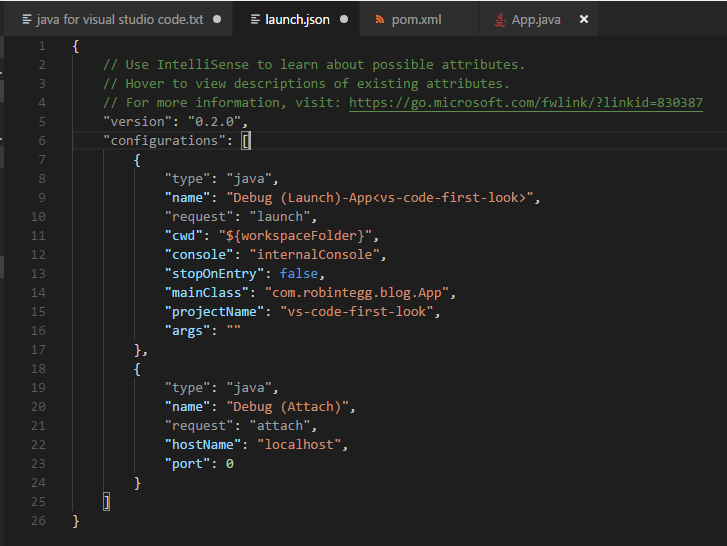 java for visual studio code.txt launch.json pom.xml App.java
1 {
2 // Use IntelliSense to learn about possible attributes.
3 // Hover to view descriptions of existing attributes.
4 // For more information, visit: https://go.microsoft.com/fwlink/?linkid=830387
5 "version": "0.2.0",
6 "configurations": [
7 {
8 "type": "java",
9 "name": "Debug (Launch)-App<vs-code-first-look>",
10 "request": "launch",
11 "cwd": "${workspaceFolder}",
12 "console": "internalConsole",
13 "stopOnEntry": false,
14 "mainClass": "com.robintegg.blog.App",
15 "projectName": "vs-code-first-look",
16 "args": ""
17 },
18 {
19 "type": "java",
20 "name": "Debug (Attach)",
21 "request": "attach",
22 "hostName": "localhost",
23 "port": 0
24 }
25 ]
26 }